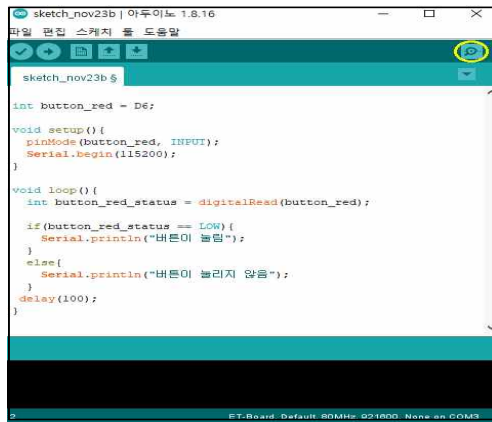 sketch_nov23b | 아두이노 1.8.16
파일 편집 스케치 툴 도움말
sketch_nov23b §
int button_red = D6;
void setup(){
pinMode(button_red, INPUT);
Serial.begin(115200);
}
void loop(){
int button_red_status = digitalRead(button_red);
if(button_red_status == LOW){
Serial.println("버튼이 눌림");
}
else{
Serial.println("버튼이 눌리지 않음");
}
delay(100);
}
2 ET-Board, Default, 80MHz, 921600, None on COM3